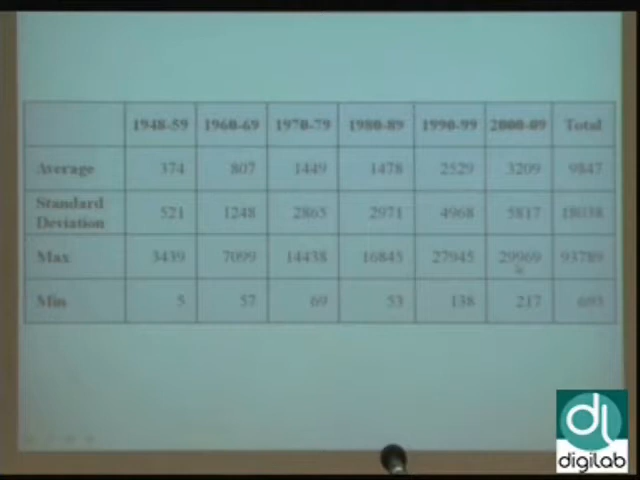 1948-59 1960-69 1970-79 1980-89 1990-99 2000-09 Total
Average 374 807 1449 1478 2529 3209 9847
Standard Deviation 521 1248 2865 2971 4968 5817 18038
Max 3439 7099 14438 16845 27945 29969 93789
Min 5 57 69 53 138 217
dl
digilab